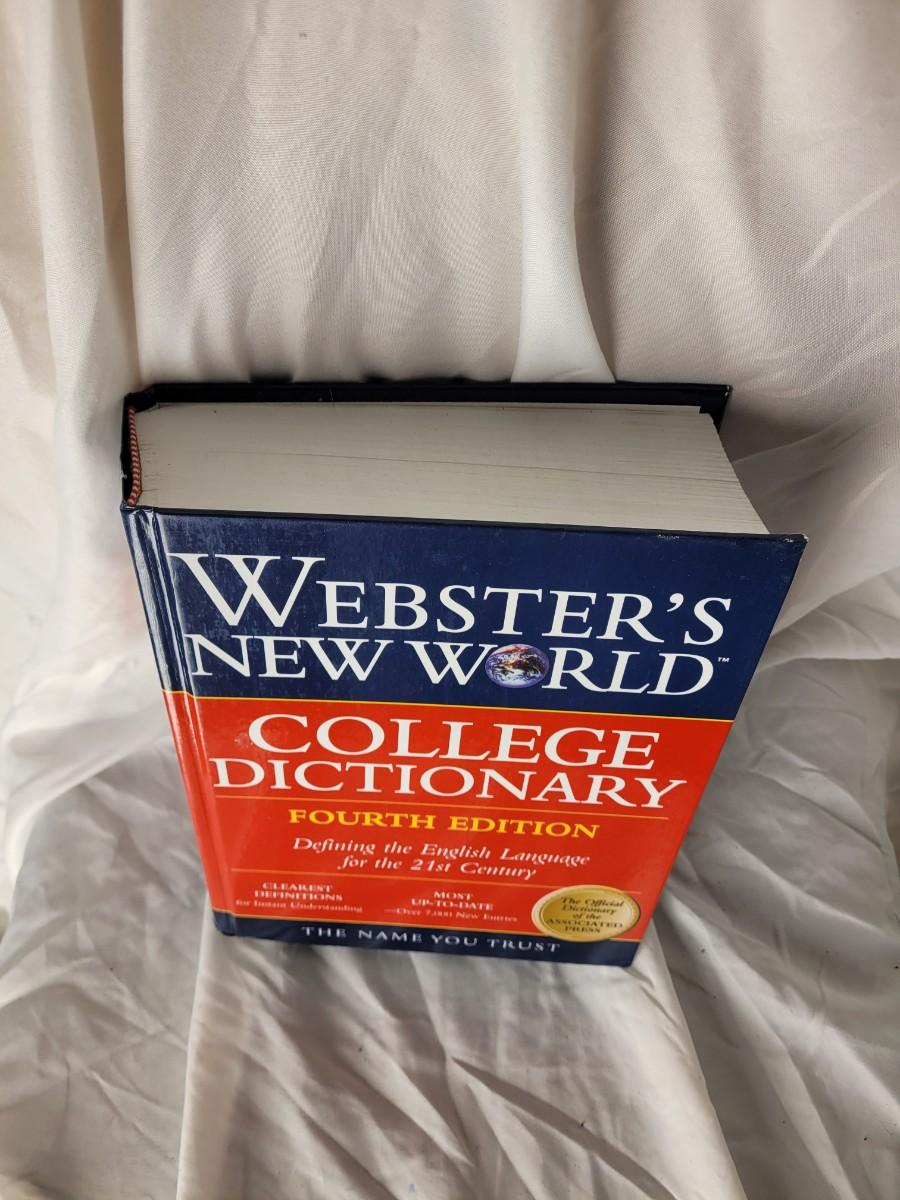 WEBSTER'S
NEW WORLD™
COLLEGE
DICTIONARY
FOURTH EDITION
Defining the English Language
for the 21st Century
CLEAREST
DEFINITIONS
for Instant Understanding
MOST
UP-TO-DATE
—Over 7,000 New Entries
The Official
Dictionary
of the
ASSOCIATED
PRESS
THE NAME YOU TRUST